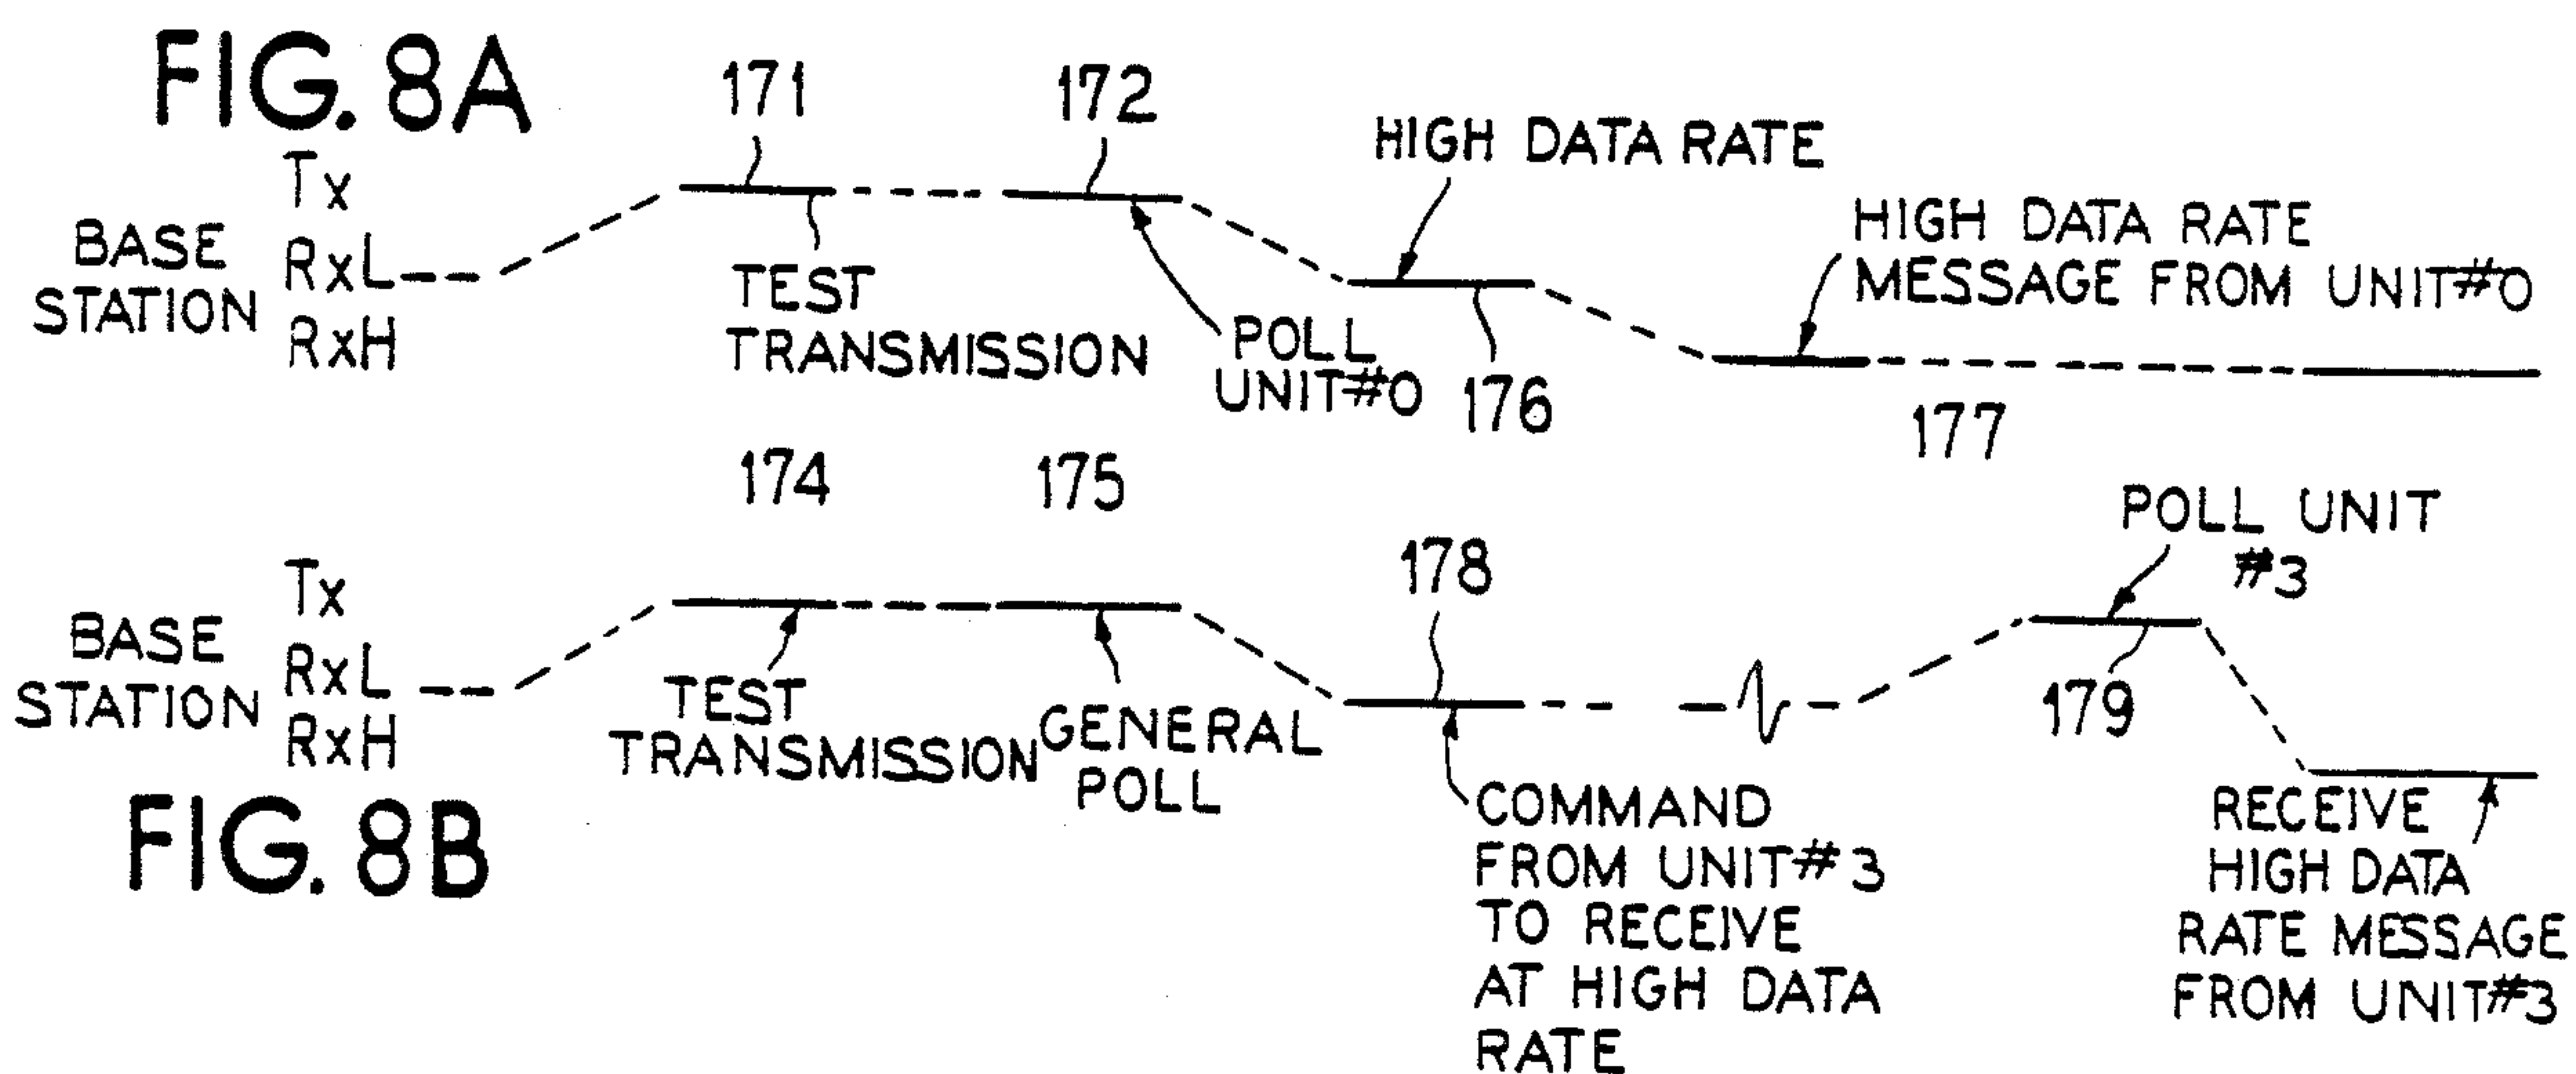 FIG. 8A
171
172
HIGH DATA RATE
HIGH DATA RATE
MESSAGE FROM UNIT#0
Tx
BASE
STATION
RxL
RxH
TEST
TRANSMISSION
POLL
UNIT#0
176
177
174
175
178
POLL UNIT
#3
Tx
BASE
STATION
RxL
RxH
TEST
TRANSMISSION
GENERAL
POLL
179
COMMAND
FROM UNIT#3
TO RECEIVE
AT HIGH DATA
RATE
RECEIVE
HIGH DATA
RATE MESSAGE
FROM UNIT#3
FIG. 8B